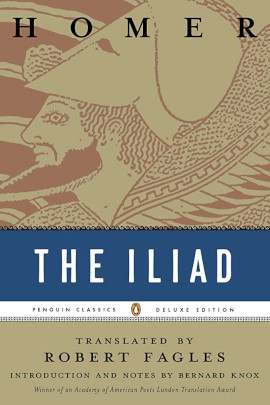 HOMER
THE ILIAD
PENGUIN CLASSICS DELUXE EDITION
TRANSLATED BY
ROBERT FAGLES
INTRODUCTION AND NOTES BY BERNARD KNOX
Winner of an Academy of American Poets Landon Translation Award